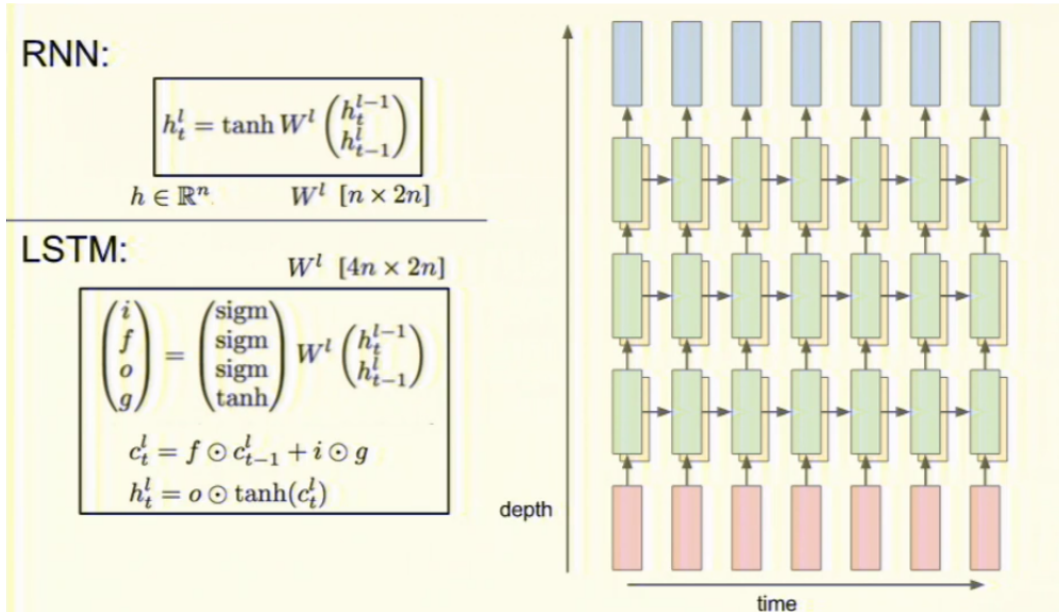 RNN:
h_t^l = tanh W^l (h_t^{l-1}
h_{t-1}^l)
h ∈ ℝ^n. W^l [n × 2n]
LSTM:
W^l [4n × 2n]
(i
f
o
g) = (sigm
sigm
sigm
tanh) W^l (h_t^{l-1}
h_{t-1}^l)
c_t^l = f ⊙ c_{t-1}^l + i ⊙ g
h_t^l = o ⊙ tanh(c_t^l)
depth
time